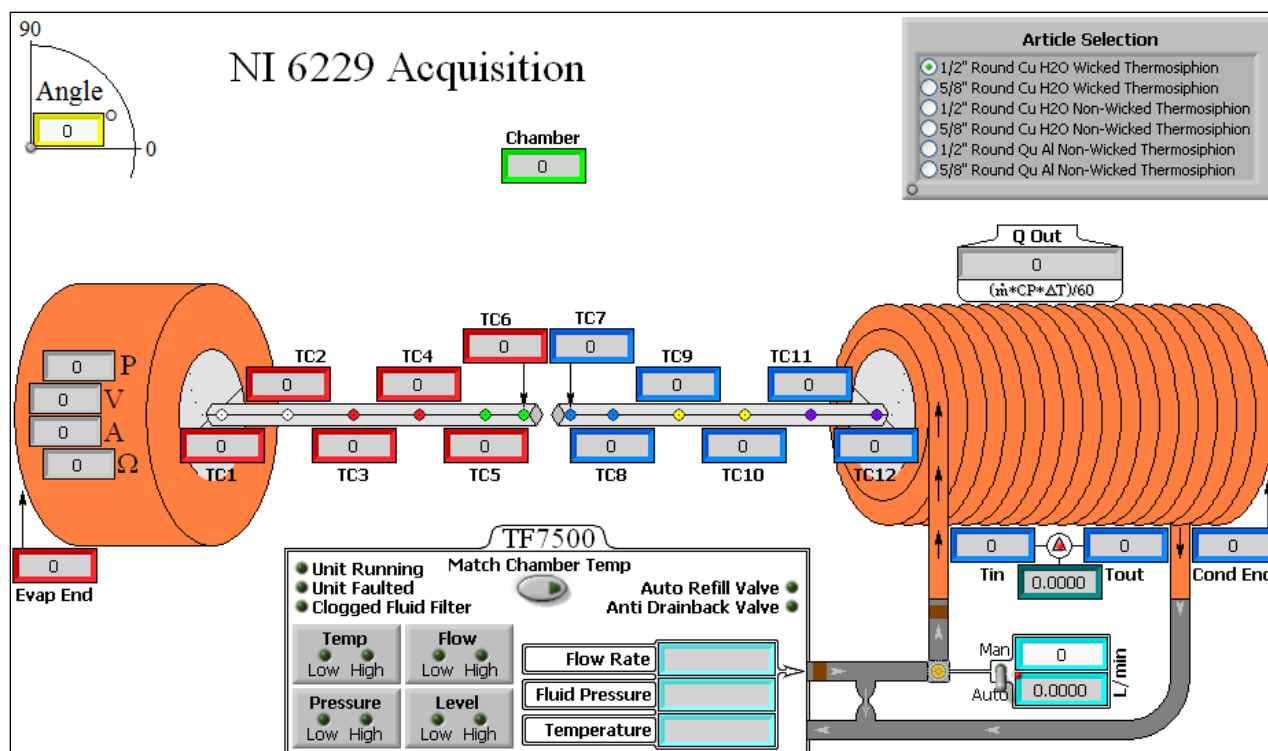 90
NI 6229 Acquisition
Angle
0
o
0
Chamber
0
Article Selection
1/2" Round Cu H2O Wicked Thermosiphion
5/8" Round Cu H2O Wicked Thermosiphion
1/2" Round Cu H2O Non-Wicked Thermosiphion
5/8" Round Cu H2O Non-Wicked Thermosiphion
1/2" Round Qu Al Non-Wicked Thermosiphion
5/8" Round Qu Al Non-Wicked Thermosiphion
Q Out
0
(ṁ*CP*ΔT)/60
0 P
0 V
0 A
0 Ω
0
Evap End
TC2
0
TC4
0
TC6
0
TC7
0
TC9
0
TC11
0
0
TC1
0
TC3
0
TC5
0
TC8
0
TC10
0
TC12
0
Tin
0
Tout
0.0000
0
Cond End
TF7500
Unit Running
Unit Faulted
Clogged Fluid Filter
Match Chamber Temp
Auto Refill Valve
Anti Drainback Valve
Temp
Low High
Flow
Low High
Pressure
Low High
Level
Low High
Flow Rate
Fluid Pressure
Temperature
Man
Auto
0
0.0000
L/min